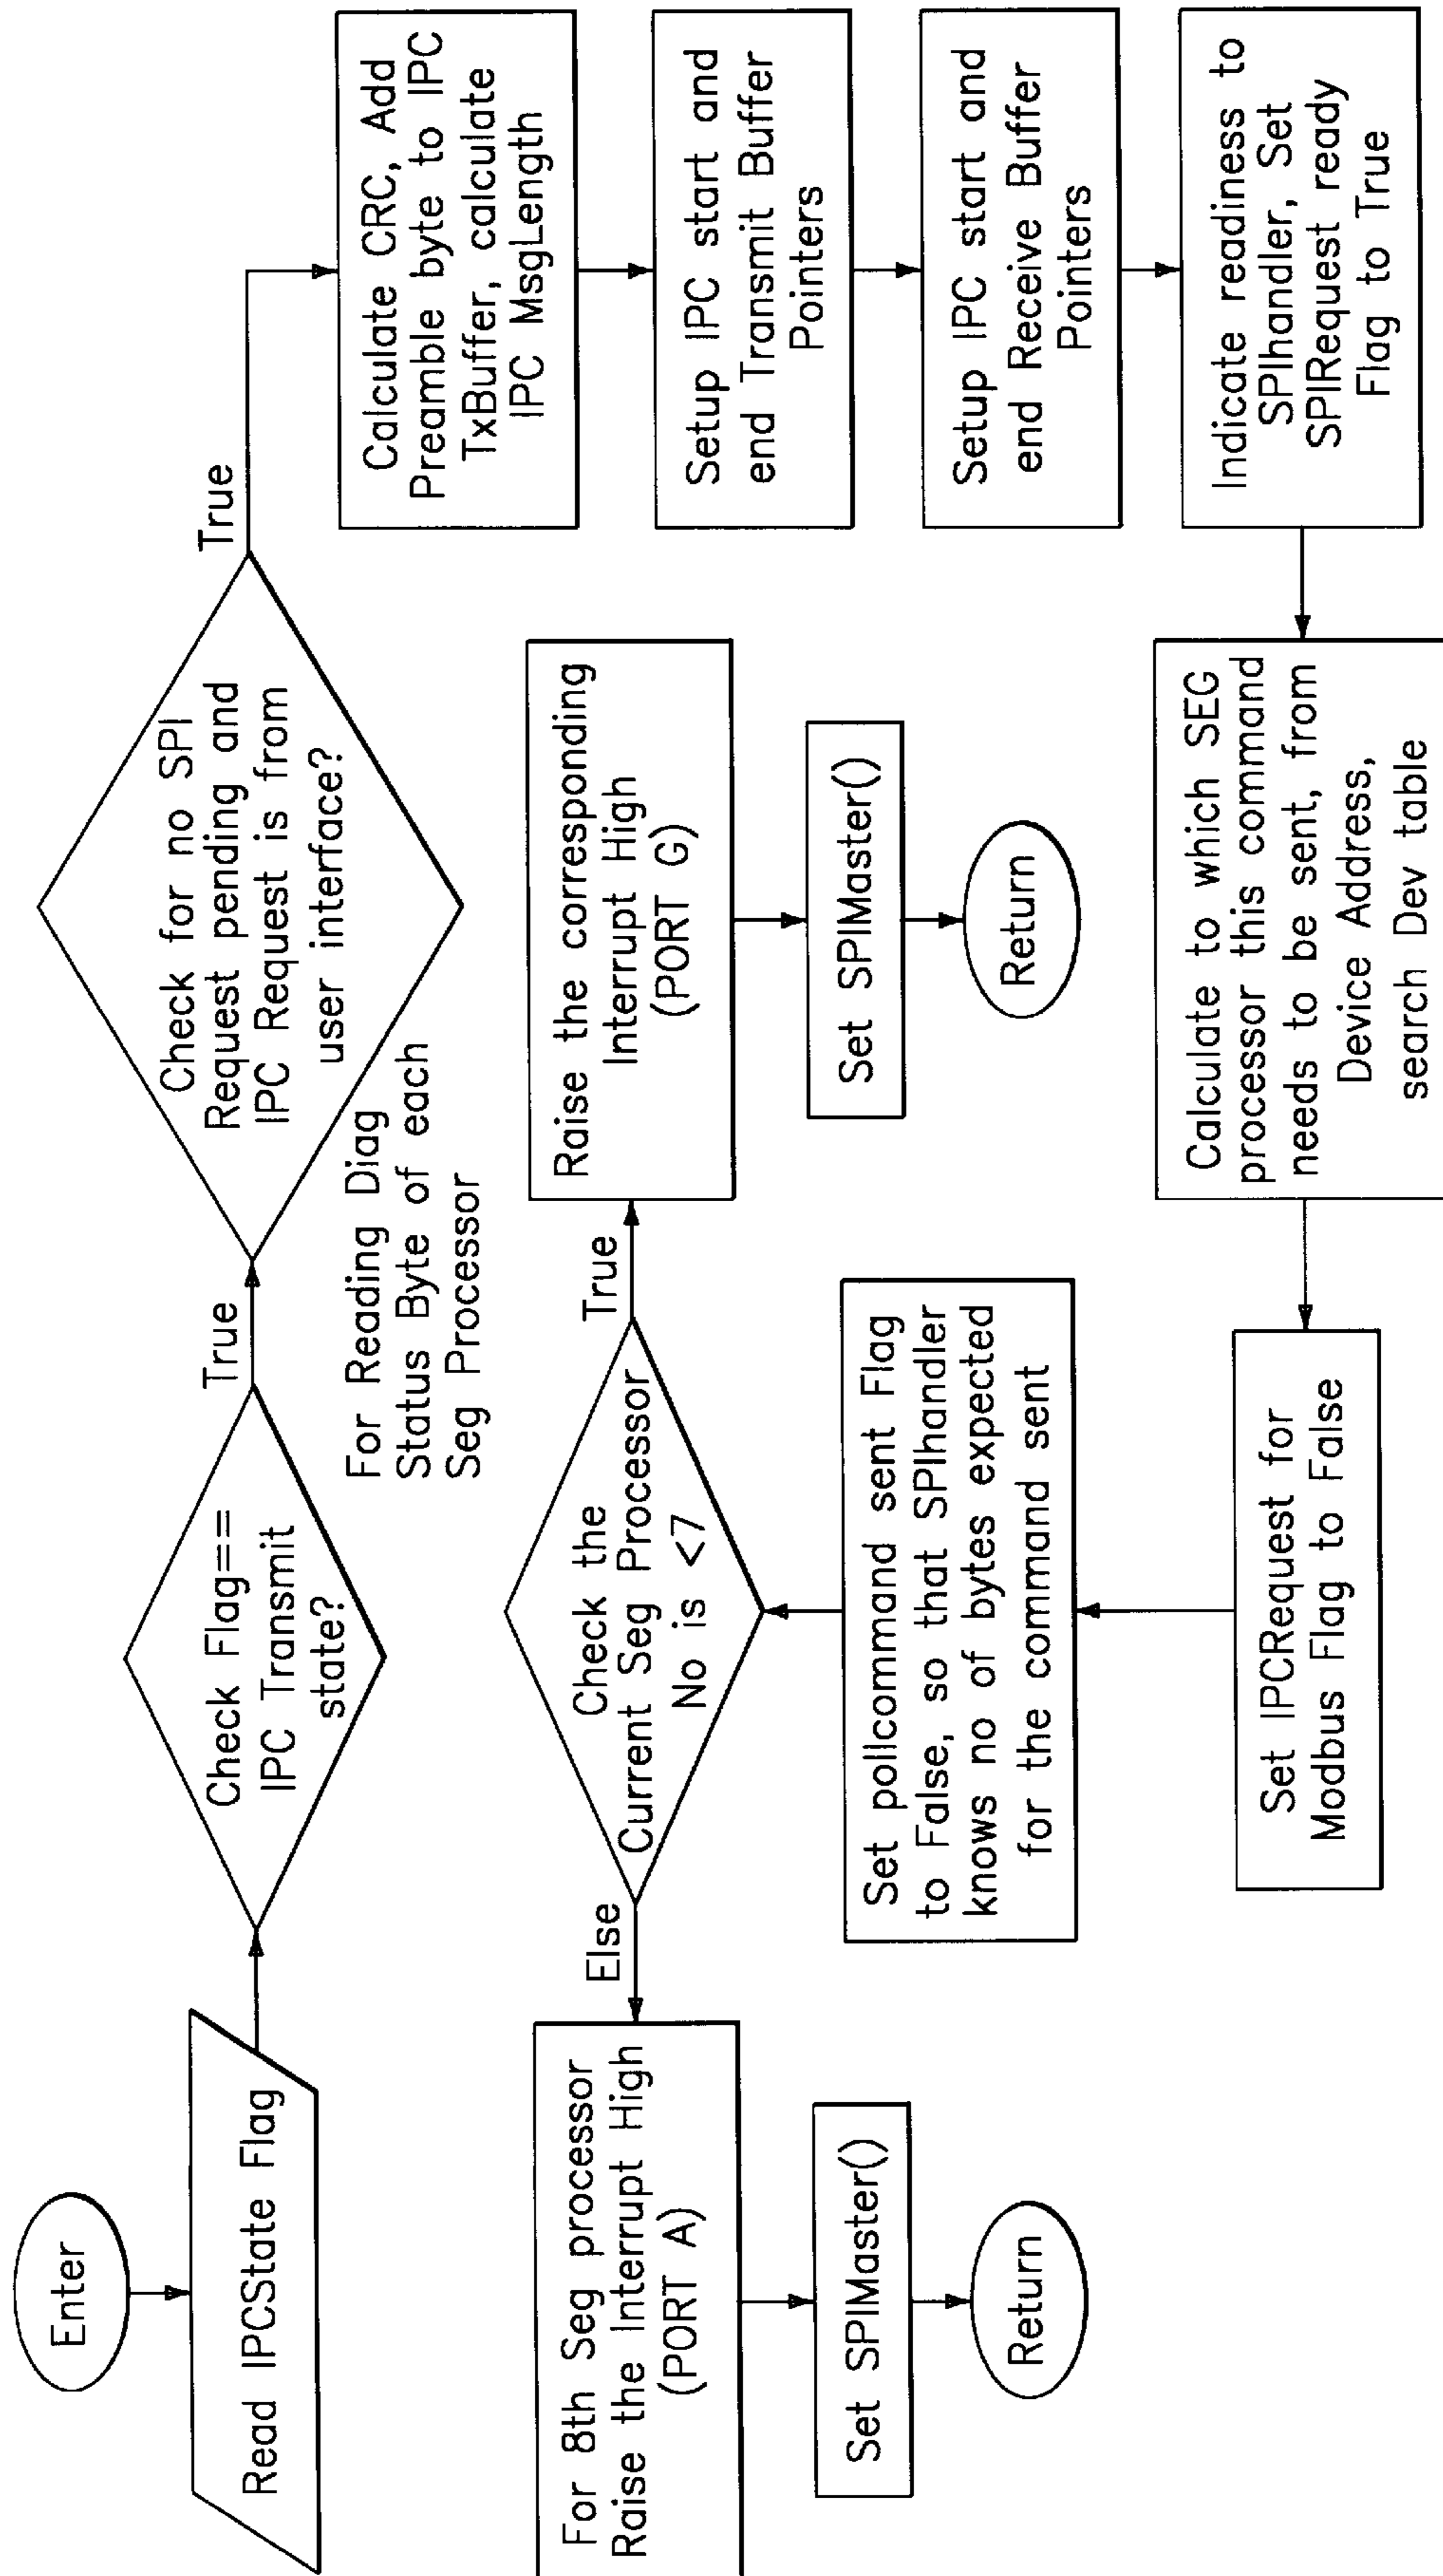 Enter
Read IPCState Flag
Check Flag==
IPC Transmit
state?
True
Check for no SPI
Request pending and
IPC Request is from
user interface?
True
For Reading Diag
Status Byte of each
Seg Processor
Calculate CRC, Add
Preamble byte to IPC
TxBuffer, calculate
IPC MsgLength
Setup IPC start and
end Transmit Buffer
Pointers
Setup IPC start and
end Receive Buffer
Pointers
Indicate readiness to
SPIhandler, Set
SPIRequest ready
Flag to True
Calculate to which SEG
processor this command
needs to be sent, from
Device Address,
search Dev table
Set IPCRequest for
Modbus Flag to False
Set pollcommand sent Flag
to False, so that SPIhandler
knows no of bytes expected
for the command sent
Check the
Current Seg Processor
No is <7
True
Raise the corresponding
Interrupt High
(PORT G)
Set SPIMaster()
Return
Else
For 8th Seg processor
Raise the Interrupt High
(PORT A)
Set SPIMaster()
Return